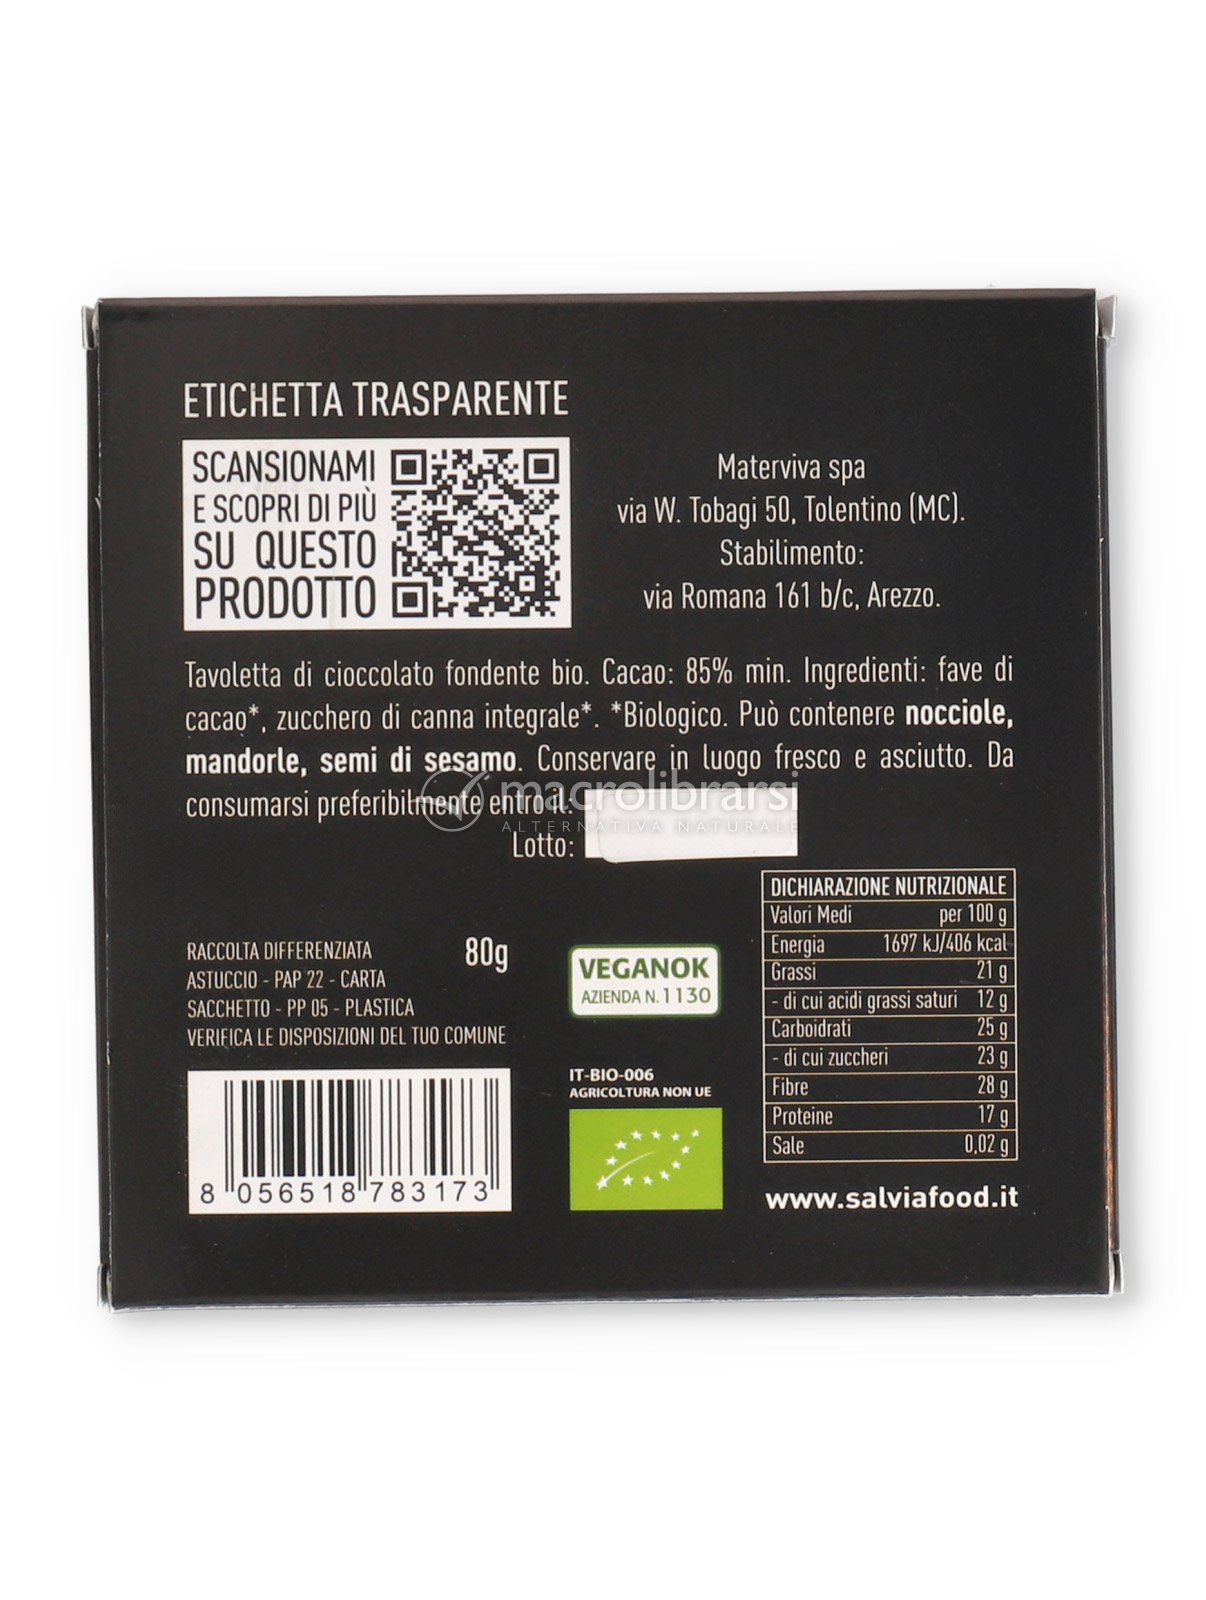 ETICHETTA TRASPARENTE
SCANSIONAMI
E SCOPRI DI PIÙ
SU QUESTO
PRODOTTO
Materviva spa
via W. Tobagi 50, Tolentino (MC).
Stabilimento:
via Romana 161 b/c, Arezzo.
Tavoletta di cioccolato fondente bio. Cacao: 85% min. Ingredienti: fave di
cacao*, zucchero di canna integrale*. *Biologico. Può contenere nocciole,
mandorle, semi di sesamo. Conservare in luogo fresco e asciutto. Da
consumarsi preferibilmente entro il:
macrolibrarsi
ALTERNATIVA NATURALE
Lotto:
RACCOLTA DIFFERENZIATA
ASTUCCIO - PAP 22 - CARTA
SACCHETTO - PP 05 - PLASTICA
VERIFICA LE DISPOSIZIONI DEL TUO COMUNE
80g
8 056518 783173
VEGANOK
AZIENDA N.1130
IT-BIO-006
AGRICOLTURA NON UE
DICHIARAZIONE NUTRIZIONALE
Valori Medi per 100 g
Energia 1697 kJ/406 kcal
Grassi 21 g
- di cui acidi grassi saturi 12 g
Carboidrati 25 g
- di cui zuccheri 23 g
Fibre 28 g
Proteine 17 g
Sale 0,02 g
www.salviafood.it